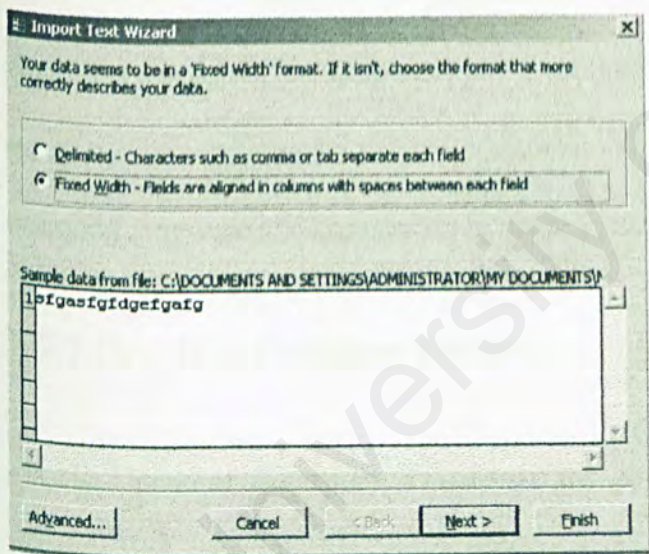 Import Text Wizard
Your data seems to be in a 'Fixed Width' format. If it isn't, choose the format that more
correctly describes your data.
Delimited - Characters such as comma or tab separate each field
Fixed Width - Fields are aligned in columns with spaces between each field
Sample data from file: C:\DOCUMENTS AND SETTINGS\ADMINISTRATOR\MY DOCUMENTS\
1
Advanced...
Cancel
< Back
Next >
Finish